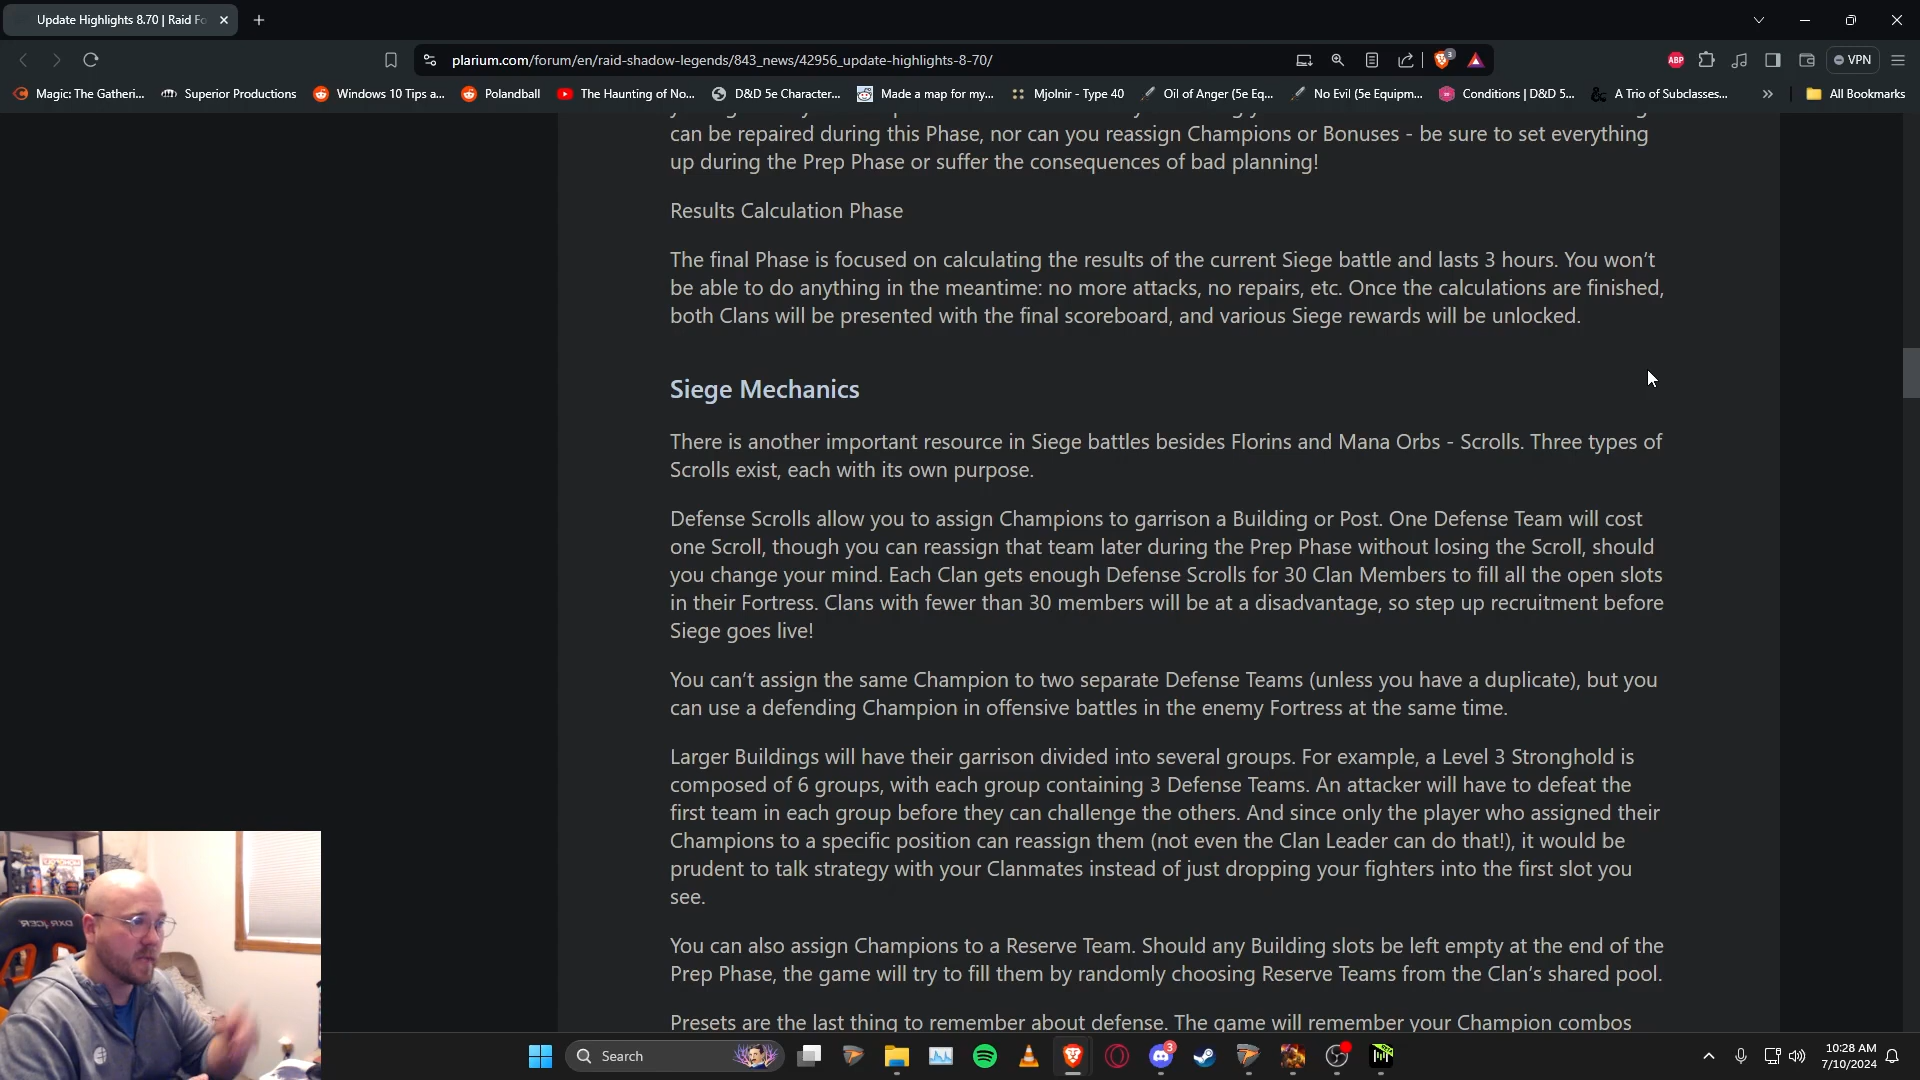 Update Highlights 8.70 | Raid Fo
plarium.com/forum/en/raid-shadow-legends/843_news/42956_update-highlights-8-70/
3
ABP
VPN
Magic: The Gatheri...
Superior Productions
Windows 10 Tips a...
Polandball
The Haunting of No...
D&D 5e Character...
Made a map for my...
Mjolnir - Type 40
Oil of Anger (5e Eq...
No Evil (5e Equipm...
Conditions | D&D 5...
A Trio of Subclasses...
All Bookmarks
can be repaired during this Phase, nor can you reassign Champions or Bonuses - be sure to set everything
up during the Prep Phase or suffer the consequences of bad planning!
Results Calculation Phase
The final Phase is focused on calculating the results of the current Siege battle and lasts 3 hours. You won't
be able to do anything in the meantime: no more attacks, no repairs, etc. Once the calculations are finished,
both Clans will be presented with the final scoreboard, and various Siege rewards will be unlocked.
Siege Mechanics
There is another important resource in Siege battles besides Florins and Mana Orbs - Scrolls. Three types of
Scrolls exist, each with its own purpose.
Defense Scrolls allow you to assign Champions to garrison a Building or Post. One Defense Team will cost
one Scroll, though you can reassign that team later during the Prep Phase without losing the Scroll, should
you change your mind. Each Clan gets enough Defense Scrolls for 30 Clan Members to fill all the open slots
in their Fortress. Clans with fewer than 30 members will be at a disadvantage, so step up recruitment before
Siege goes live!
You can't assign the same Champion to two separate Defense Teams (unless you have a duplicate), but you
can use a defending Champion in offensive battles in the enemy Fortress at the same time.
Larger Buildings will have their garrison divided into several groups. For example, a Level 3 Stronghold is
composed of 6 groups, with each group containing 3 Defense Teams. An attacker will have to defeat the
first team in each group before they can challenge the others. And since only the player who assigned their
Champions to a specific position can reassign them (not even the Clan Leader can do that!), it would be
prudent to talk strategy with your Clanmates instead of just dropping your fighters into the first slot you
see.
You can also assign Champions to a Reserve Team. Should any Building slots be left empty at the end of the
Prep Phase, the game will try to fill them by randomly choosing Reserve Teams from the Clan's shared pool.
Presets are the last thing to remember about defense. The game will remember your Champion combos
Search
3
10:28 AM
7/10/2024